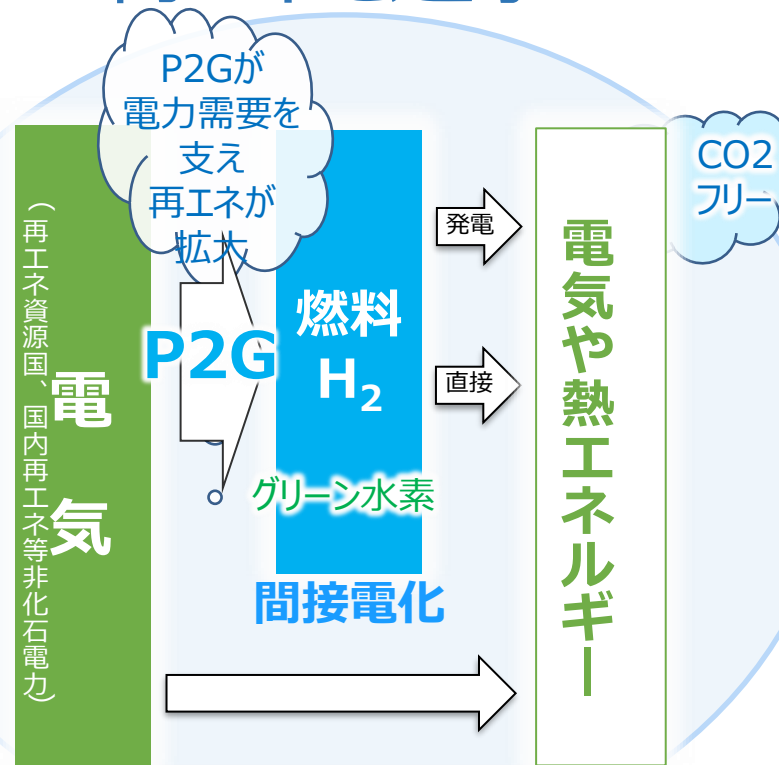 P2Gが
電力需要を
支え
再エネが
拡大
CO2
フリー
（再エネ資源国、国内再エネ等非化石電力）
電気
P2G
燃料
H₂
グリーン水素
間接電化
発電
直接
電気や熱エネルギー